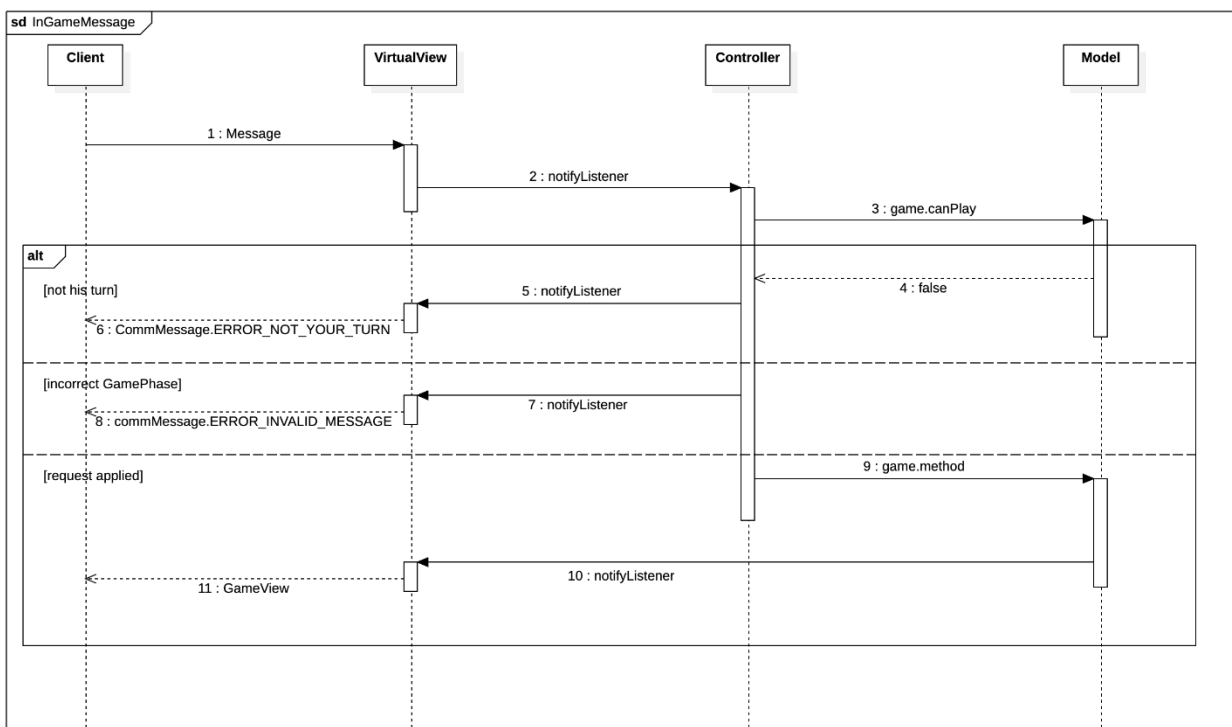 sd InGameMessage
Client
VirtualView
Controller
Model
1 : Message
2 : notifyListener
3 : game.canPlay
alt
[not his turn]
4 : false
5 : notifyListener
6 : CommMessage.ERROR_NOT_YOUR_TURN
[incorrect GamePhase]
7 : notifyListener
8 : commMessage.ERROR_INVALID_MESSAGE
[request applied]
9 : game.method
10 : notifyListener
11 : GameView